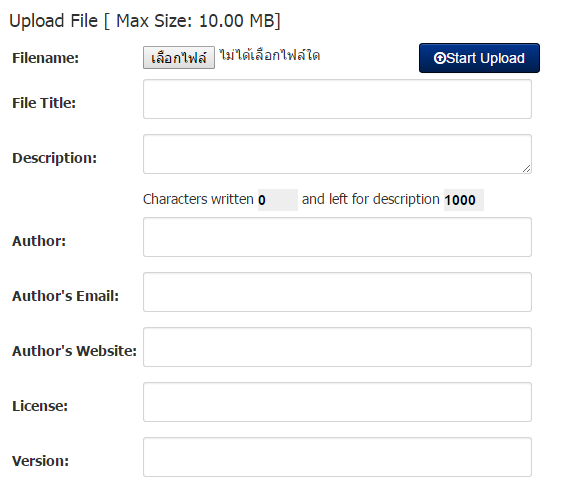 Upload File [ Max Size: 10.00 MB]
Filename: เลือกไฟล์ ไม่ได้เลือกไฟล์ใด Start Upload
File Title:
Description:
Characters written 0 and left for description 1000
Author:
Author's Email:
Author's Website:
License:
Version: